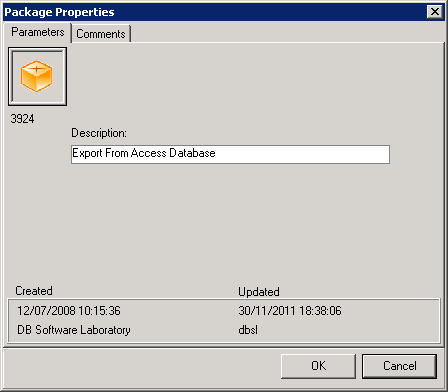 Package Properties
Parameters Comments
3924
Description:
Export From Access Database
Created Updated
12/07/2008 10:15:36 30/11/2011 18:38:06
DB Software Laboratory dbsl
OK Cancel